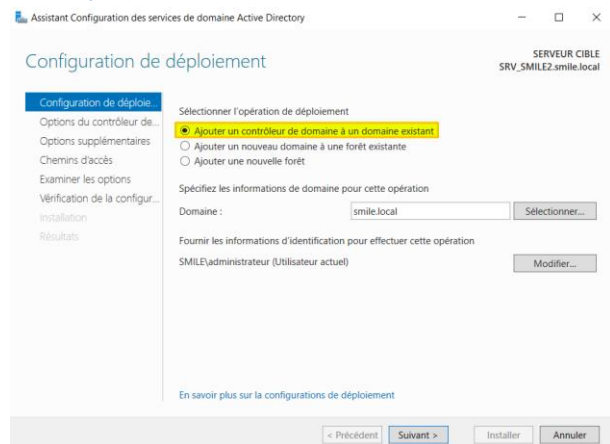 Assistant Configuration des services de domaine Active Directory
Configuration de déploiement
SERVEUR CIBLE
SRV_SMILE2.smile.local
Configuration de déploie...
Options du contrôleur de...
Options supplémentaires
Chemins d'accès
Examiner les options
Vérification de la configur...
Installation
Résultats
Sélectionner l'opération de déploiement
Ajouter un contrôleur de domaine à un domaine existant
Ajouter un nouveau domaine à une forêt existante
Ajouter une nouvelle forêt
Spécifiez les informations de domaine pour cette opération
Domaine : smile.local Sélectionner...
Fournir les informations d'identification pour effectuer cette opération
SMILE\administrateur (Utilisateur actuel) Modifier...
En savoir plus sur la configurations de déploiement
< Précédent Suivant > Installer Annuler